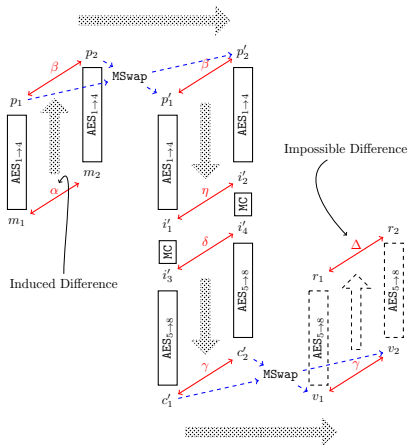 p₂
β
MSwap
p₁
AES₁→₄
AES₁→₄
m₂
α
m₁
Induced Difference
p′₂
β
p′₁
AES₁→₄
AES₁→₄
i′₂
η
i′₁
MC
i′₄
δ
MC
i′₃
AES₅→₈
AES₅→₈
c′₂
γ
c′₁
MSwap
Impossible Difference
r₂
Δ
r₁
AES₅→₈
AES₅→₈
v₂
γ
v₁